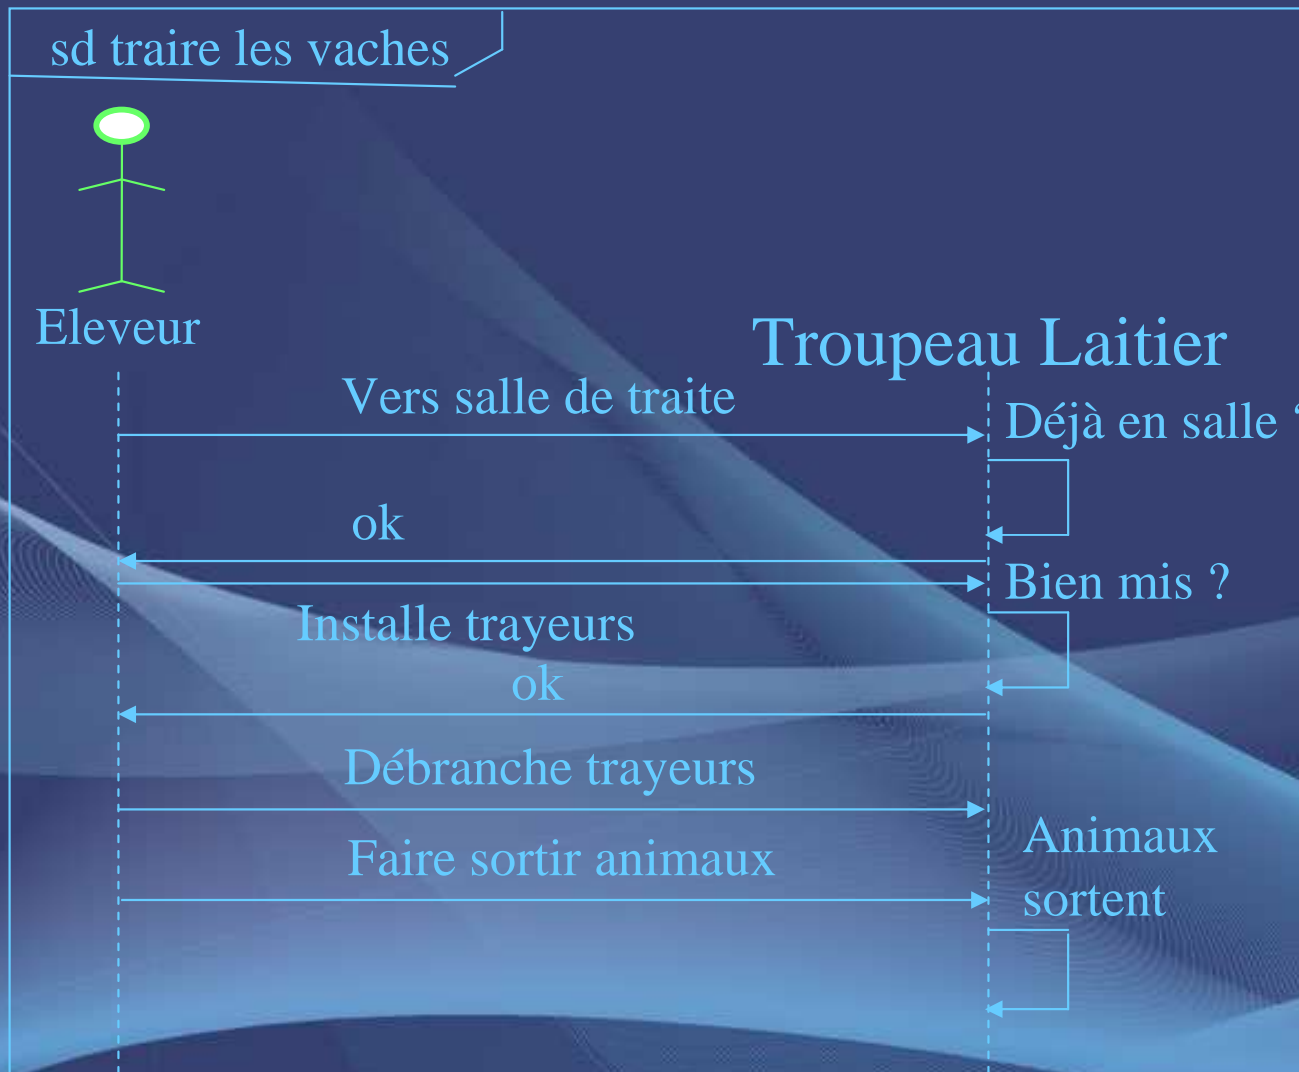 sd traire les vaches
Eleveur
Troupeau Laitier
Vers salle de traite
Déjà en salle
ok
Bien mis ?
Installe trayeurs
ok
Débranche trayeurs
Faire sortir animaux
Animaux
sortent